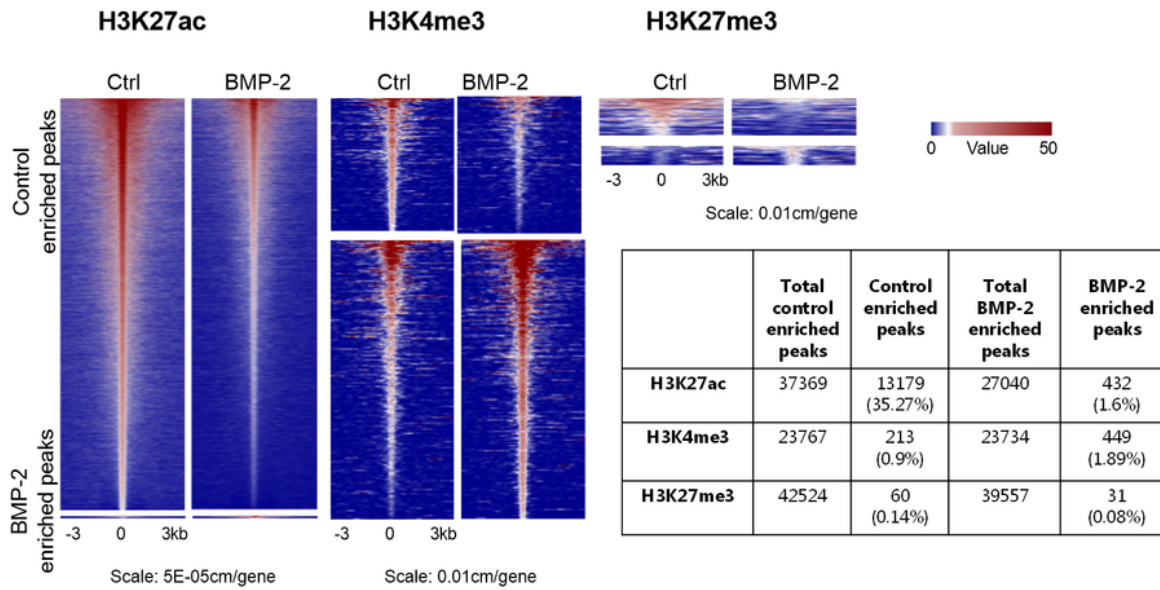 H3K27ac
H3K4me3
H3K27me3
Ctrl
BMP-2
Ctrl
BMP-2
Ctrl
BMP-2
Control
enriched peaks
BMP-2
enriched peaks
-3
0
3kb
-3
0
3kb
-3
0
3kb
0
Value
50
Scale: 5E-05cm/gene
Scale: 0.01cm/gene
Scale: 0.01cm/gene
Total control enriched peaks
Control enriched peaks
Total BMP-2 enriched peaks
BMP-2 enriched peaks
H3K27ac 37369 13179 27040 432
(35.27%) (1.6%)
H3K4me3 23767 213 23734 449
(0.9%) (1.89%)
H3K27me3 42524 60 39557 31
(0.14%) (0.08%)